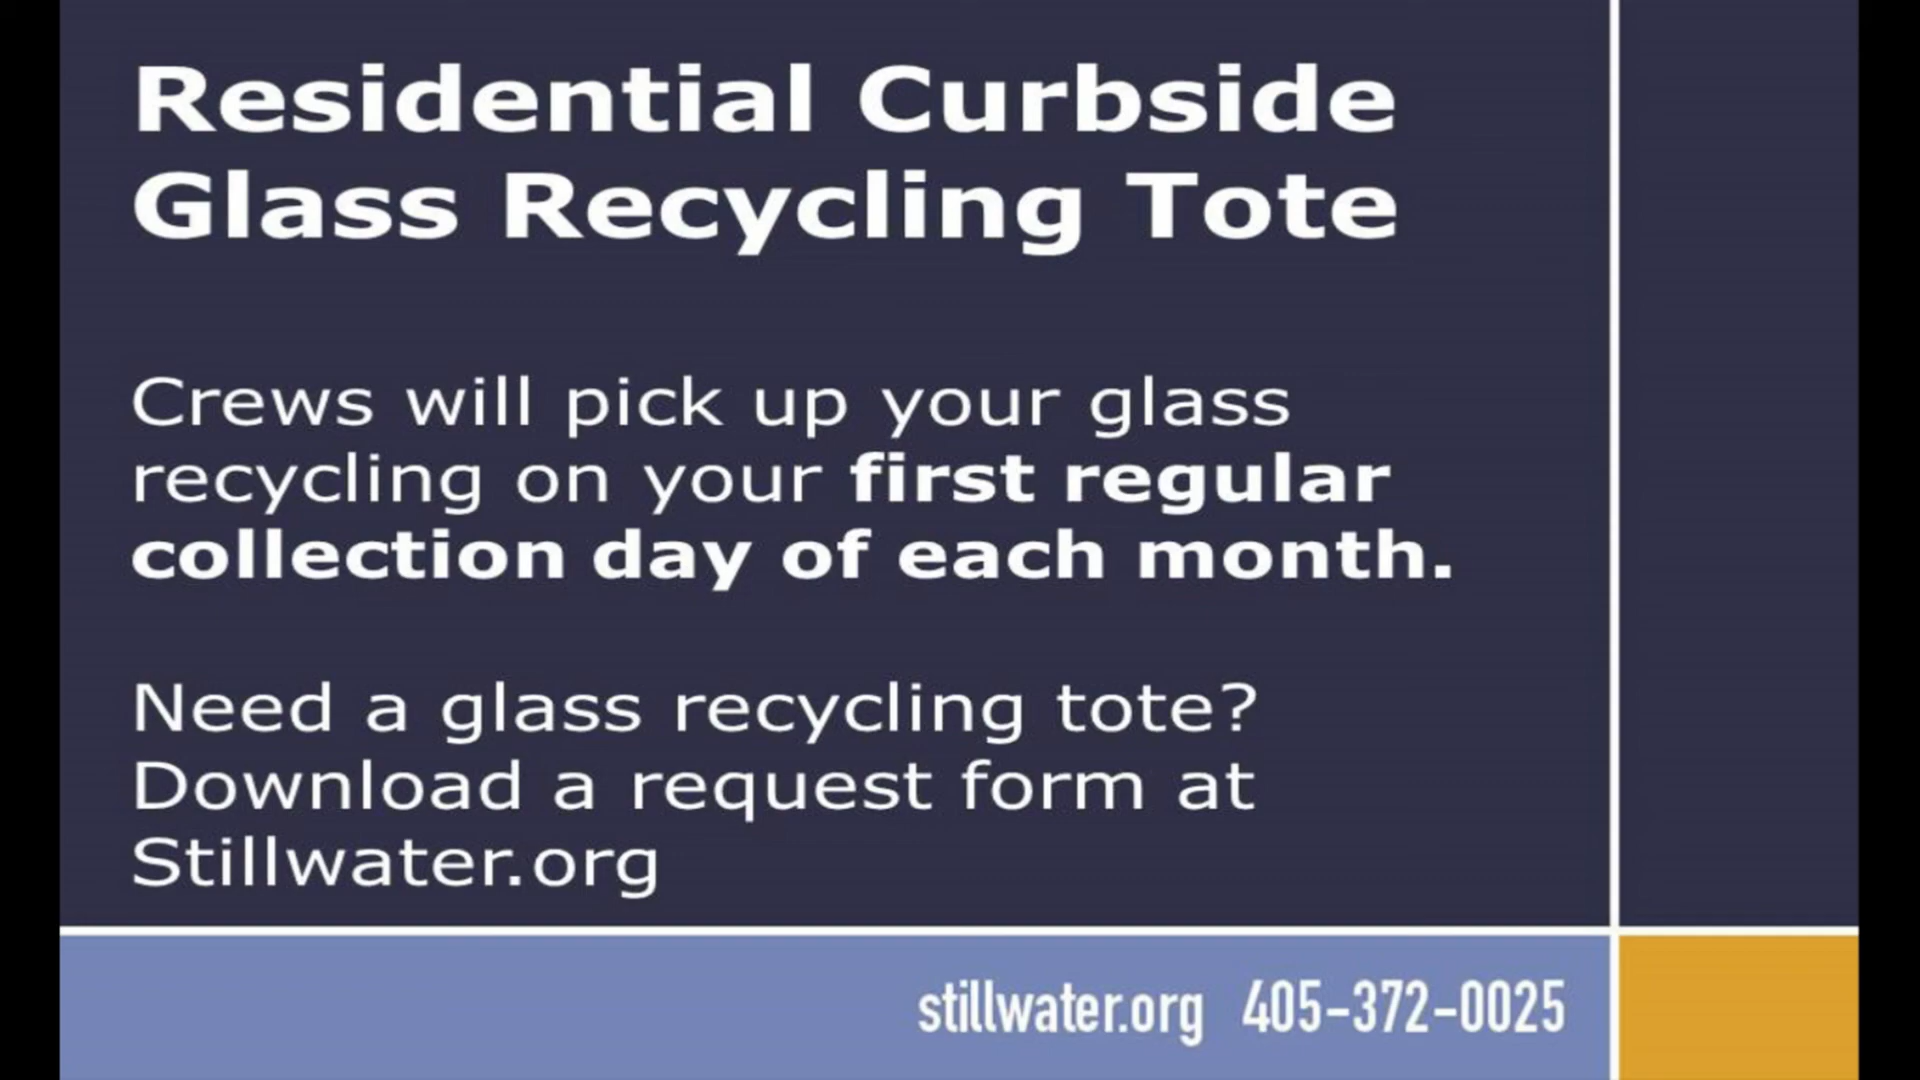 Residential Curbside
Glass Recycling Tote
Crews will pick up your glass
recycling on your first regular
collection day of each month.
Need a glass recycling tote?
Download a request form at
Stillwater.org
stillwater.org 405-372-0025